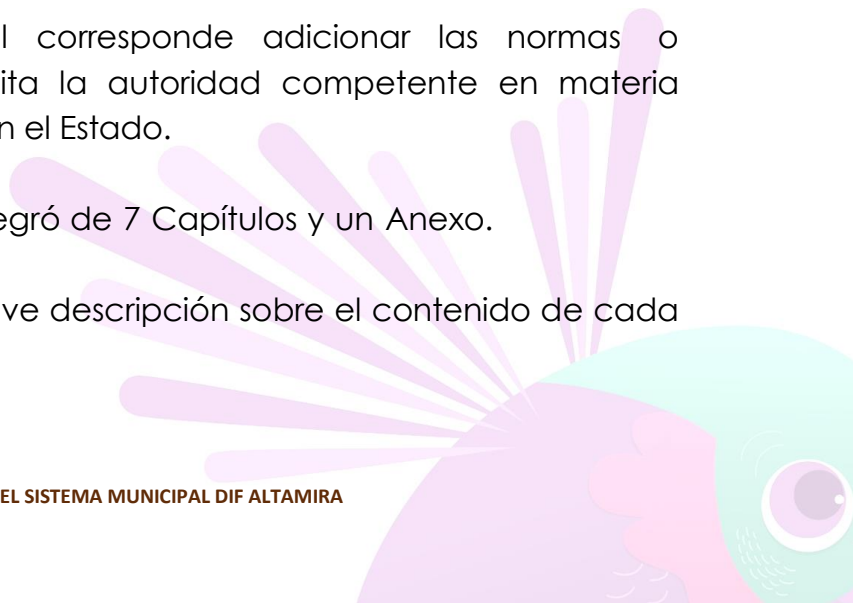 l corresponde adicionar las normas o
ita la autoridad competente en materia
n el Estado.
egró de 7 Capítulos y un Anexo.
ve descripción sobre el contenido de cada
EL SISTEMA MUNICIPAL DIF ALTAMIRA